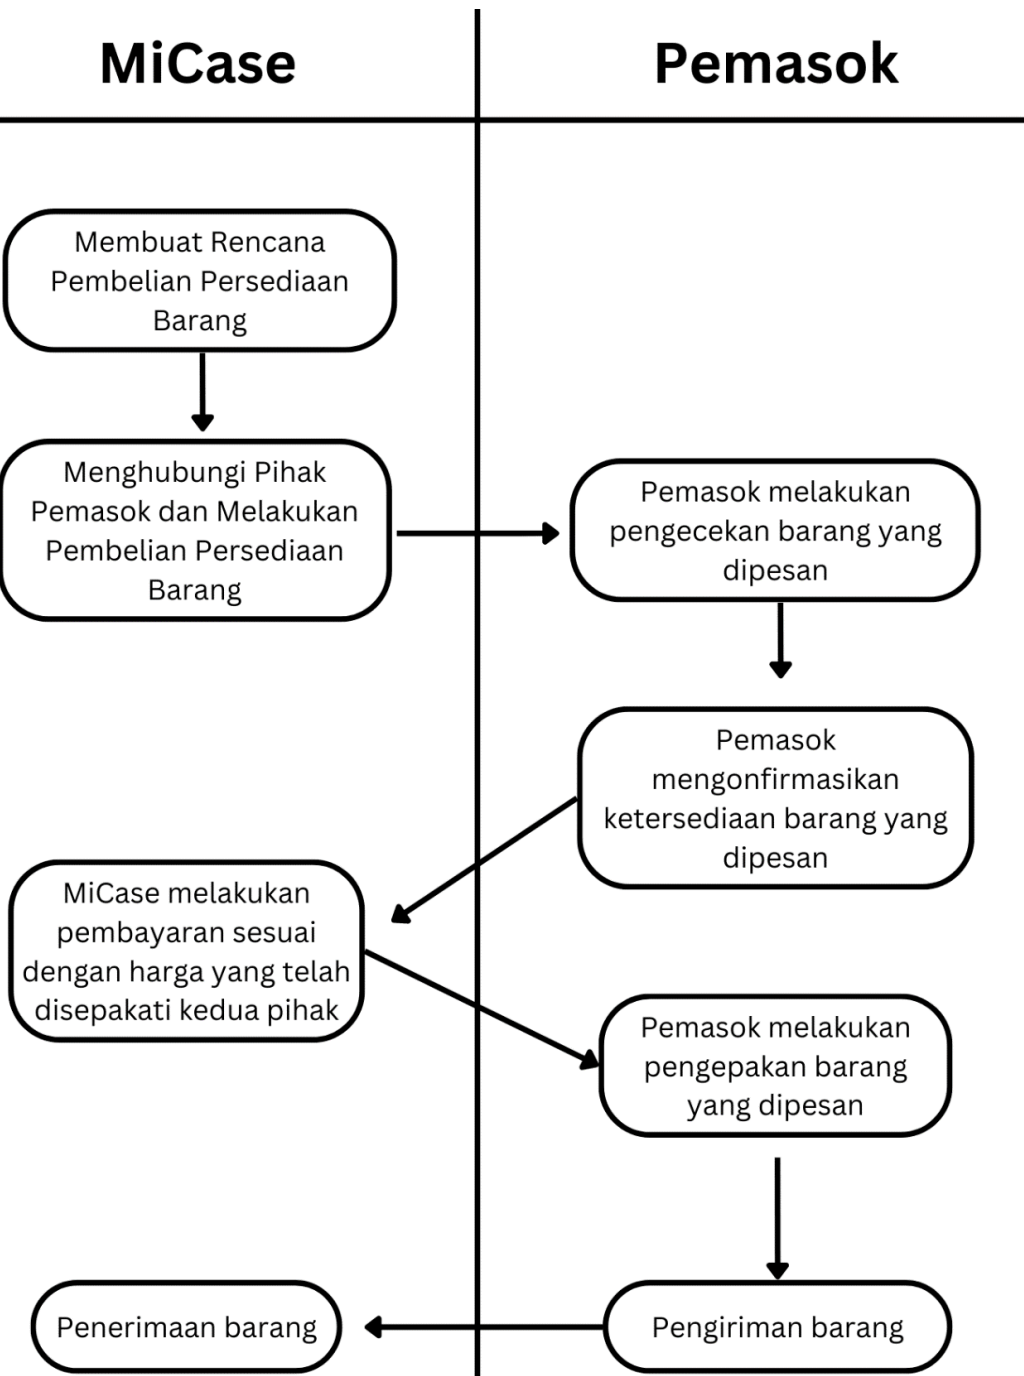 MiCase
Pemasok
Membuat Rencana
Pembelian Persediaan
Barang
Menghubungi Pihak
Pemasok dan Melakukan
Pembelian Persediaan
Barang
Pemasok melakukan
pengecekan barang yang
dipesan
Pemasok
mengonfirmasikan
ketersediaan barang yang
dipesan
MiCase melakukan
pembayaran sesuai
dengan harga yang telah
disepakati kedua pihak
Pemasok melakukan
pengepakan barang
yang dipesan
Pengiriman barang
Penerimaan barang